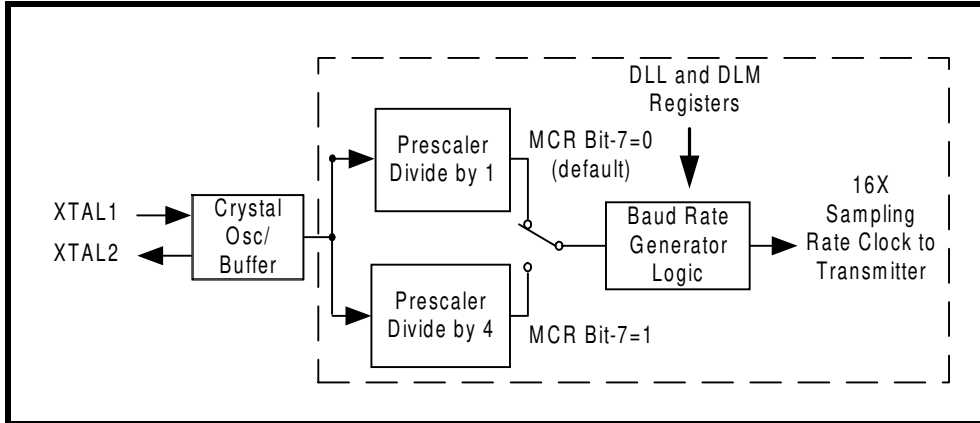 DLL and DLM
Registers
Prescaler
Divide by 1
MCR Bit-7=0
(default)
XTAL1
XTAL2
Crystal
Osc/
Buffer
Baud Rate
Generator
Logic
16X
Sampling
Rate Clock to
Transmitter
Prescaler
Divide by 4
MCR Bit-7=1